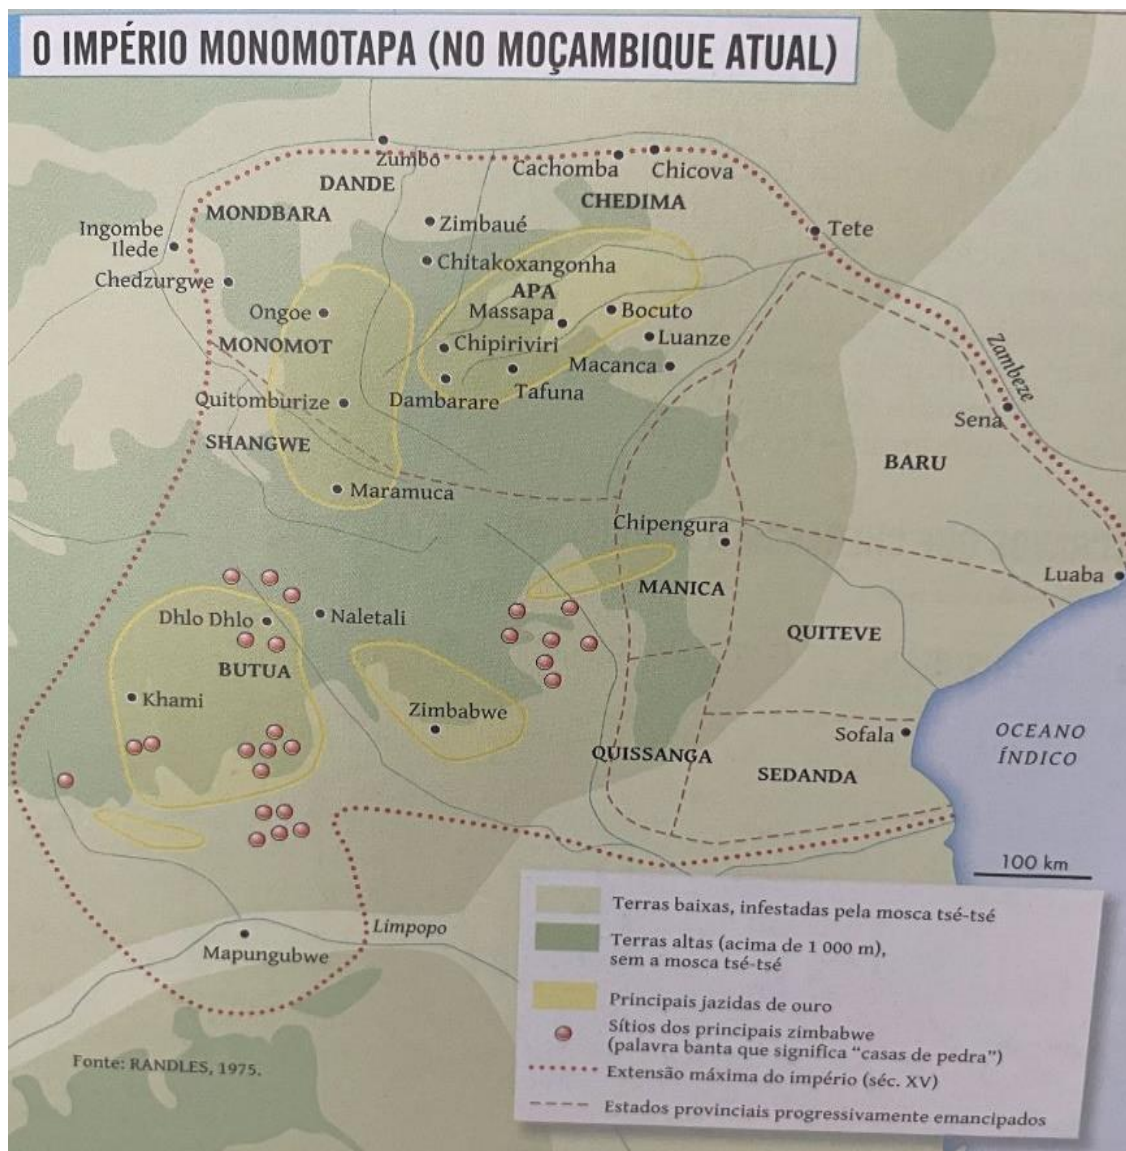 O IMPÉRIO MONOMOTAPA (NO MOÇAMBIQUE ATUAL)
Zumbo
Cachomba
Chicova
DANDE
CHEDIMA
MONDBARA
Zimbaué
Tete
Ingombe
Ilede
Chitakoxangonha
Chedzurgwe
APA
Ongoe
Massapa
Bocuto
MONOMOT
Chipiriviri
Luanze
Macanca
Zambeze
Quitomburize
Dambarare
Tafuna
Sena
SHANGWE
BARU
Maramuca
Chipengura
Luaba
MANICA
Dhlo Dhlo
Naletali
QUITEVE
BUTUA
Khami
Zimbabwe
Sofala
OCEANO
ÍNDICO
QUISSANGA
SEDANDA
100 km
Limpopo
Mapungubwe
Terras baixas, infestadas pela mosca tsé-tsé
Terras altas (acima de 1 000 m),
sem a mosca tsé-tsé
Principais jazidas de ouro
Sítios dos principais zimbabwe
(palavra banta que significa “casas de pedra”)
Extensão máxima do império (séc. XV)
Estados provinciais progressivamente emancipados
Fonte: RANDLES, 1975.